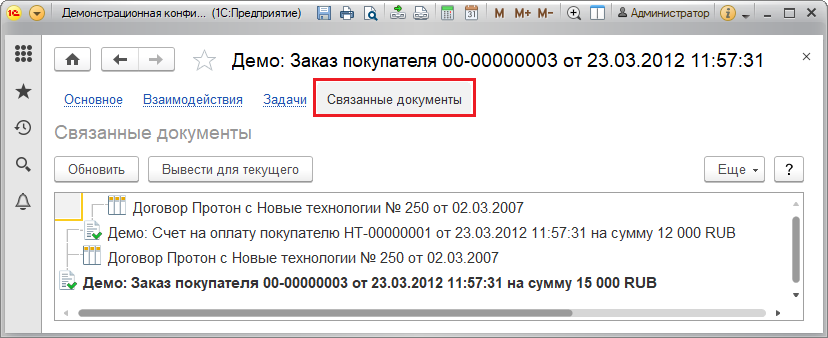 Демонстрационная конфи... (1С:Предприятие) M M+ M- Администратор
Демо: Заказ покупателя 00-00000003 от 23.03.2012 11:57:31
Основное Взаимодействия Задачи Связанные документы
Связанные документы
Обновить Вывести для текущего Еще ?
Договор Протон с Новые технологии № 250 от 02.03.2007
Демо: Счет на оплату покупателю НТ-00000001 от 23.03.2012 11:57:31 на сумму 12 000 RUB
Договор Протон с Новые технологии № 250 от 02.03.2007
Демо: Заказ покупателя 00-00000003 от 23.03.2012 11:57:31 на сумму 15 000 RUB